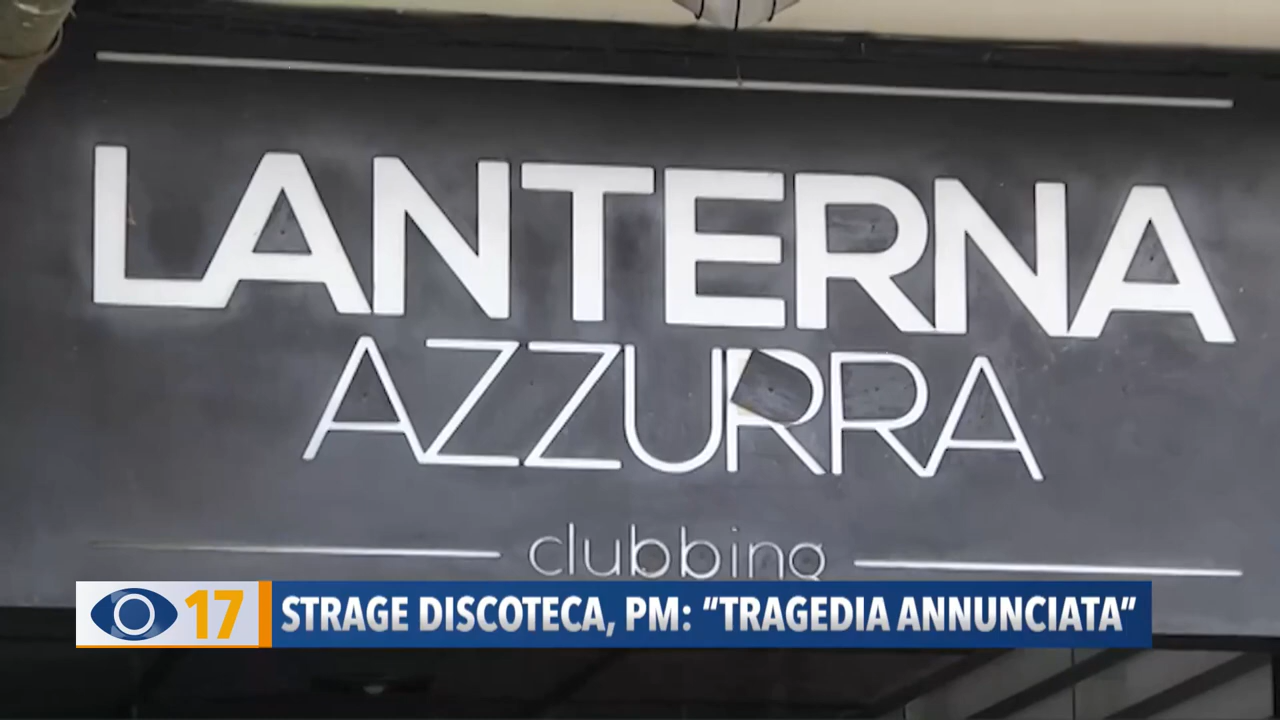 LANTERNA
AZZURRA
clubbing
17 STRAGE DISCOTECA, PM: “TRAGEDIA ANNUNCIATA”